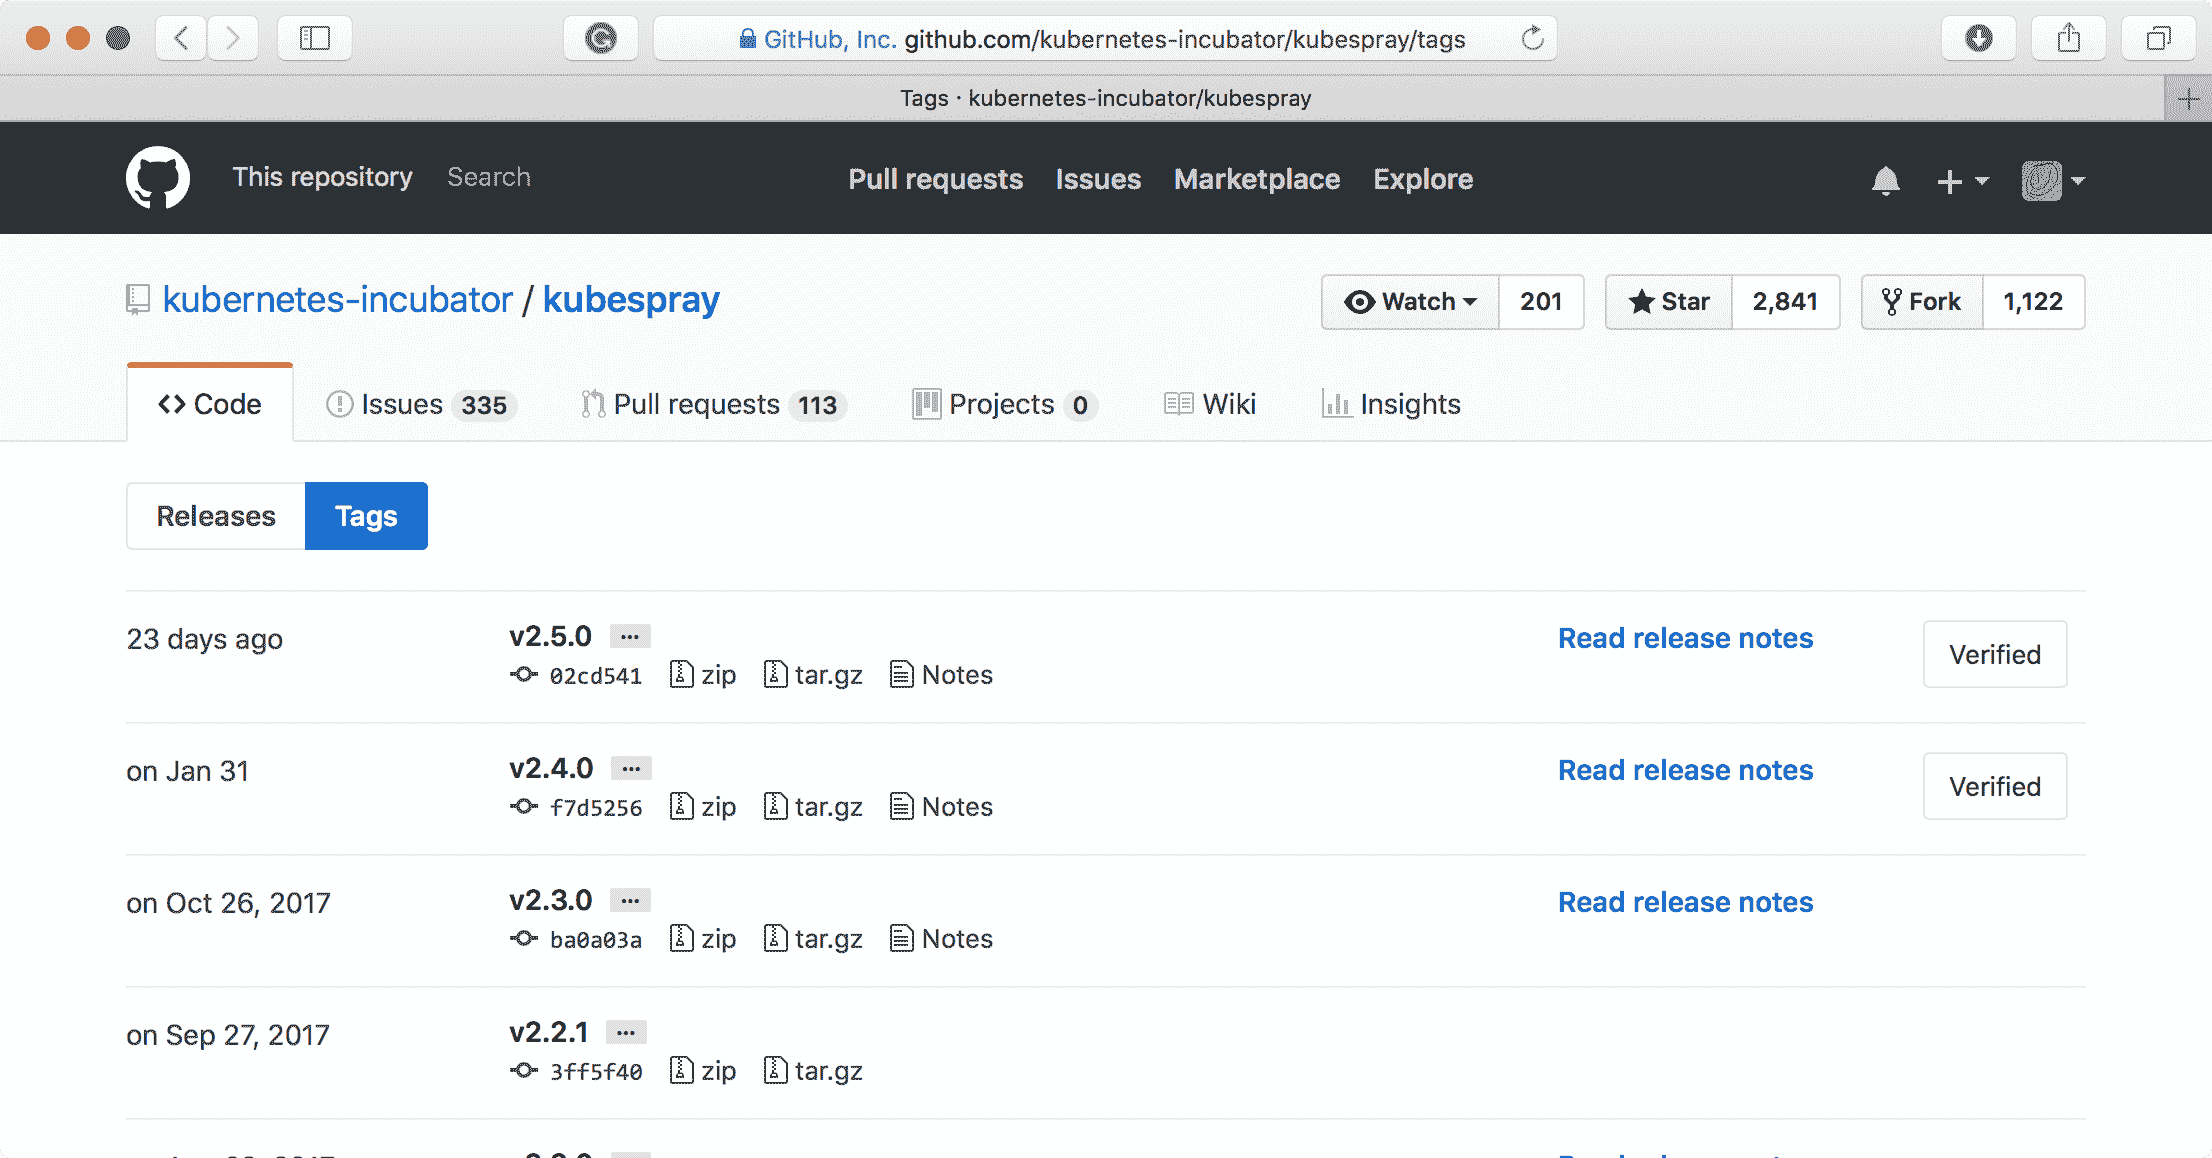 GitHub, Inc. github.com/kubernetes-incubator/kubespray/tags
Tags · kubernetes-incubator/kubespray
This repository Search Pull requests Issues Marketplace Explore
kubernetes-incubator / kubespray Watch 201 Star 2,841 Fork 1,122
Code Issues 335 Pull requests 113 Projects 0 Wiki Insights
Releases Tags
23 days ago v2.5.0 ... Read release notes Verified
02cd541 zip tar.gz Notes
on Jan 31 v2.4.0 ... Read release notes Verified
f7d5256 zip tar.gz Notes
on Oct 26, 2017 v2.3.0 ... Read release notes
ba0a03a zip tar.gz Notes
on Sep 27, 2017 v2.2.1 ...
3ff5f40 zip tar.gz